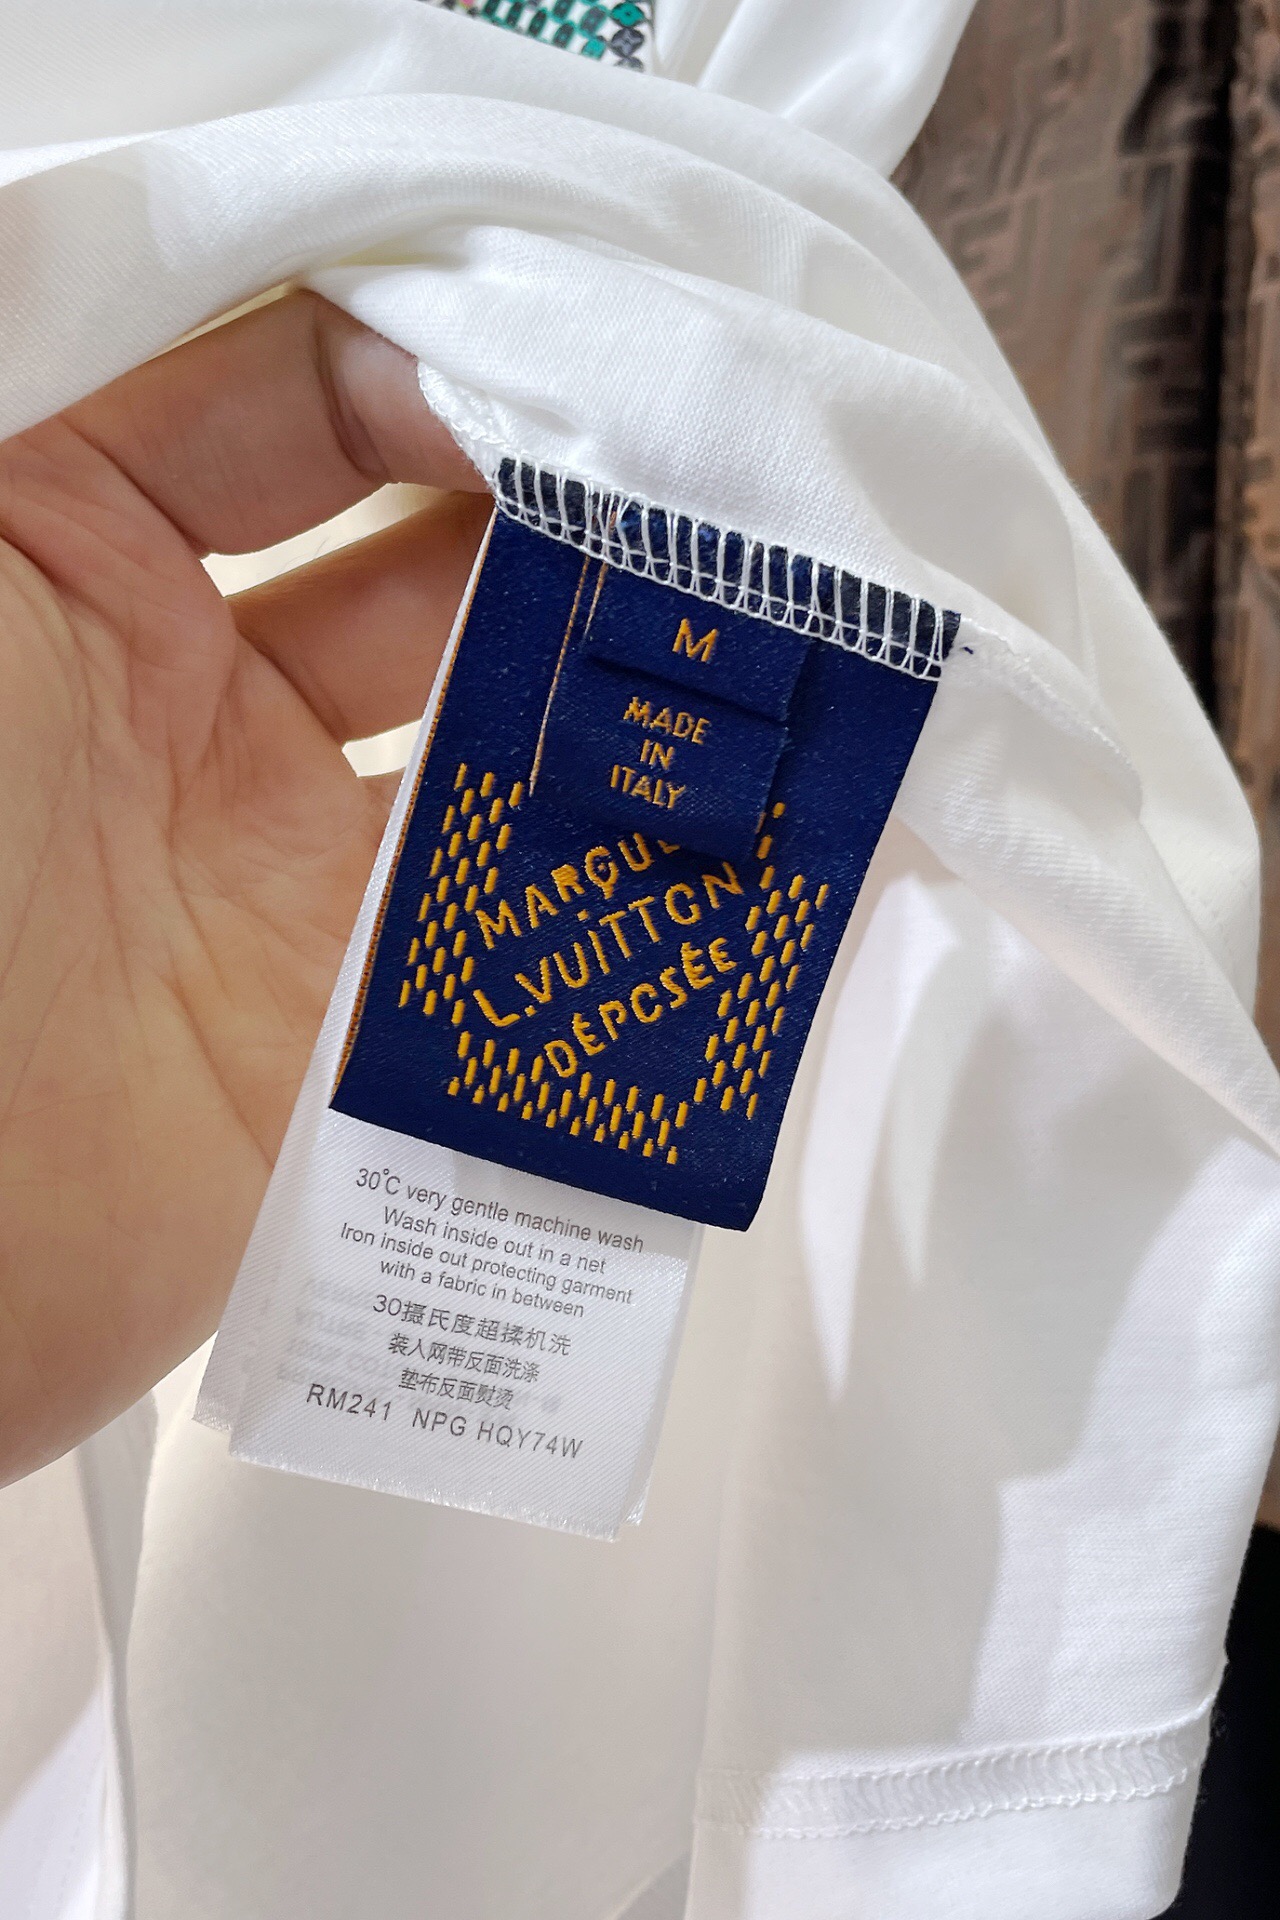 M
MADE
IN
ITALY
MARQUE
L.VUITTON
DÉPOSÉE
30°C very gentle machine wash
Wash inside out in a net
Iron inside out protecting garment
with a fabric in between
30摄氏度超揉机洗
装人网带反面洗涤
垫布反面熨烫
RM241 NPG HQY74W